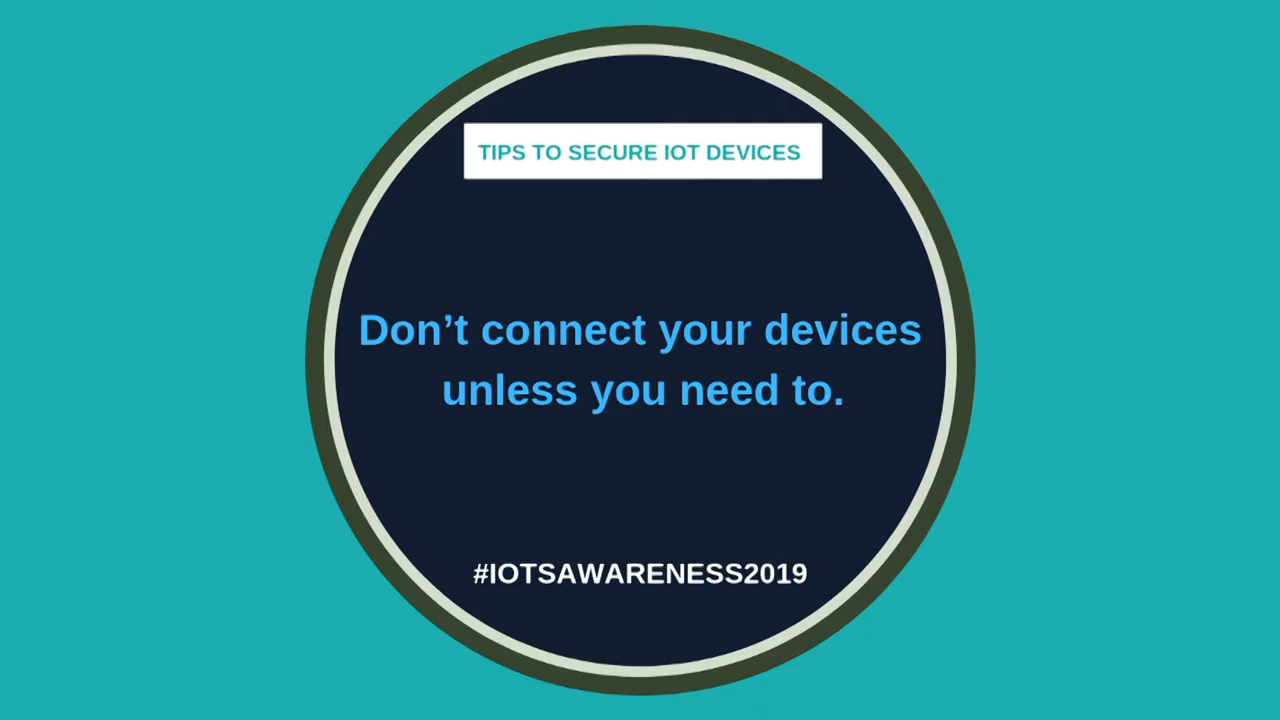 TIPS TO SECURE IOT DEVICES
Don’t connect your devices
unless you need to.
#IOTSAWARENESS2019